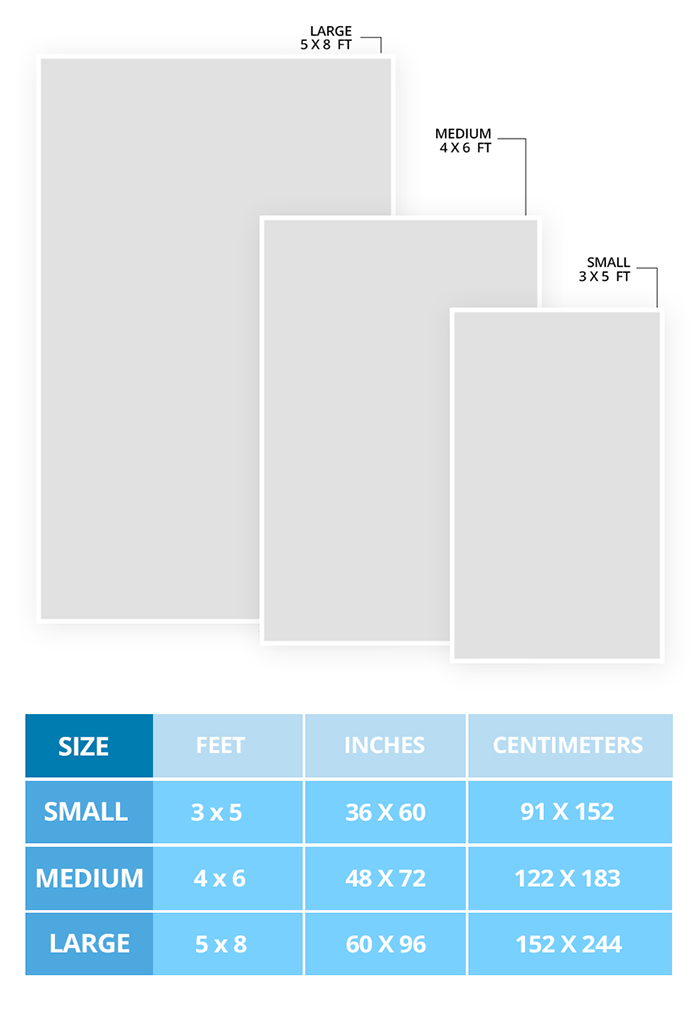 LARGE
5 X 8 FT
MEDIUM
4 X 6 FT
SMALL
3 X 5 FT
SIZE FEET INCHES CENTIMETERS
SMALL 3 x 5 36 X 60 91 X 152
MEDIUM 4 x 6 48 X 72 122 X 183
LARGE 5 x 8 60 X 96 152 X 244